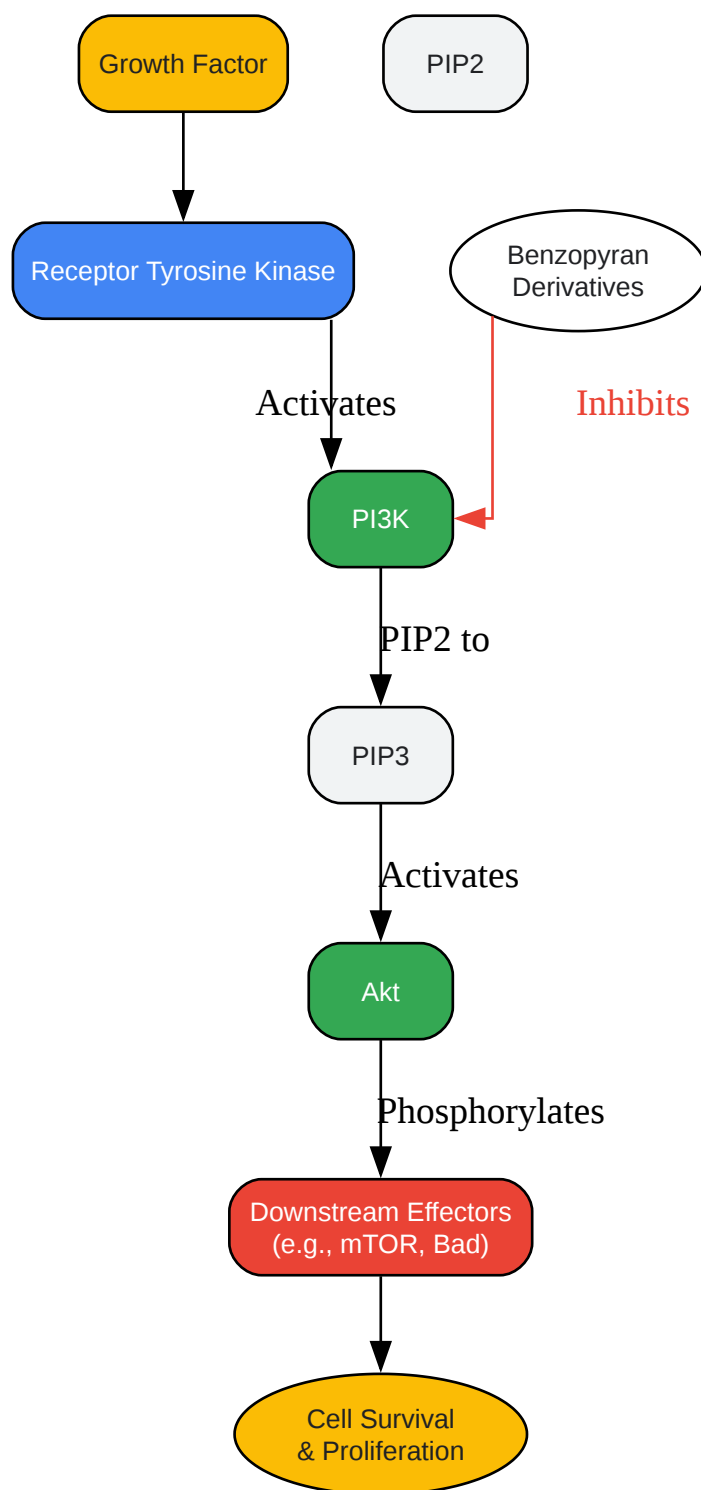 Growth Factor
PIP2
Receptor Tyrosine Kinase
Benzopyran
Derivatives
Activates
Inhibits
PI3K
PIP2 to
PIP3
Activates
Akt
Phosphorylates
Downstream Effectors
(e.g., mTOR, Bad)
Cell Survival
& Proliferation